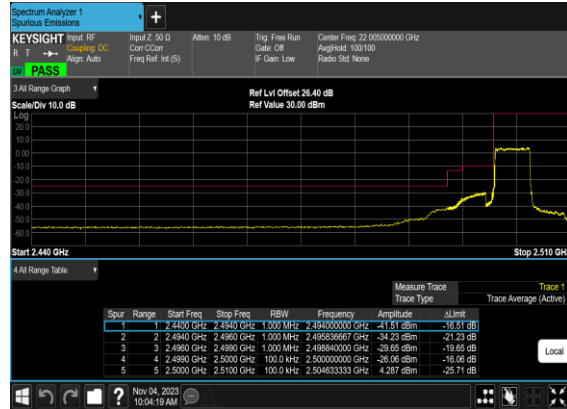 Spectrum Analyzer 1
Spurious Emissions
+
KEYSIGHT Input: RF Input Z: 50 Ω Atten: 10 dB Trig: Free Run Center Freq: 22.005000000 GHz
R T Coupling: DC Corr CCorr Gate: Off Avg|Hold: 100/100
Align: Auto Freq Ref: Int (S) IF Gain: Low Radio Std: None
PASS
3 All Range Graph
Ref Lvl Offset 26.40 dB
Scale/Div 10.0 dB Ref Value 30.00 dBm
Log
20.0
10.0
0.00
-10.0
-20.0
-30.0
-40.0
-50.0
-60.0
Start 2.440 GHz Stop 2.510 GH
4 All Range Table
Measure Trace Trace 1
Trace Type Trace Average (Active)
Spur Range Start Freq Stop Freq RBW Frequency Amplitude ΔLimit
1 1 2.4400 GHz 2.4940 GHz 1.000 MHz 2.494000000 GHz -41.51 dBm -16.51 dB
2 2 2.4940 GHz 2.4960 GHz 1.000 MHz 2.495836667 GHz -34.23 dBm -21.23 dB
3 3 2.4960 GHz 2.4990 GHz 1.000 MHz 2.498840000 GHz -29.65 dBm -19.65 dB
4 4 2.4990 GHz 2.5000 GHz 100.0 kHz 2.500000000 GHz -26.06 dBm -16.06 dB
5 5 2.5000 GHz 2.5100 GHz 100.0 kHz 2.504633333 GHz 4.287 dBm -25.71 dB
Local
? Nov 04, 2023
10:04:19 AM